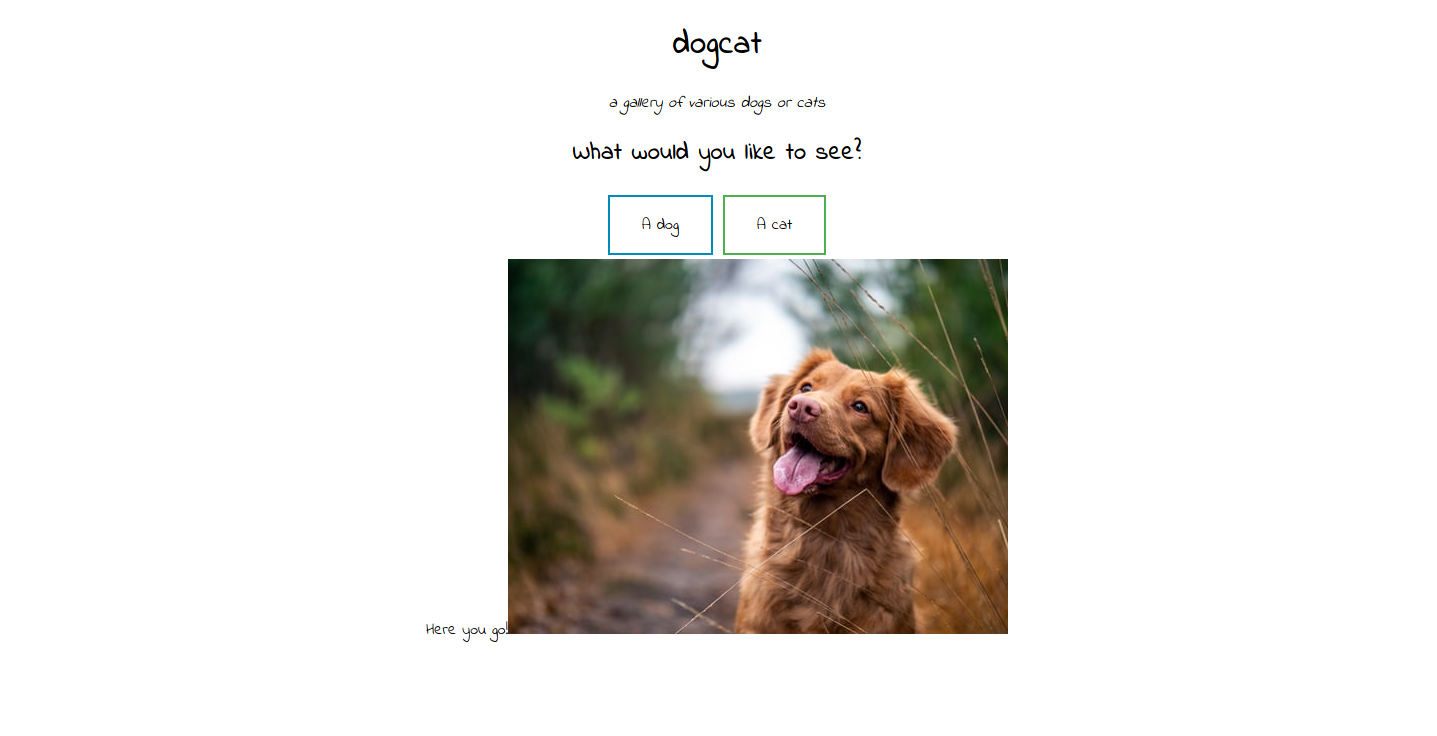 dogcat
a gallery of various dogs or cats
What would you like to see?
A dog
A cat
Here you go!